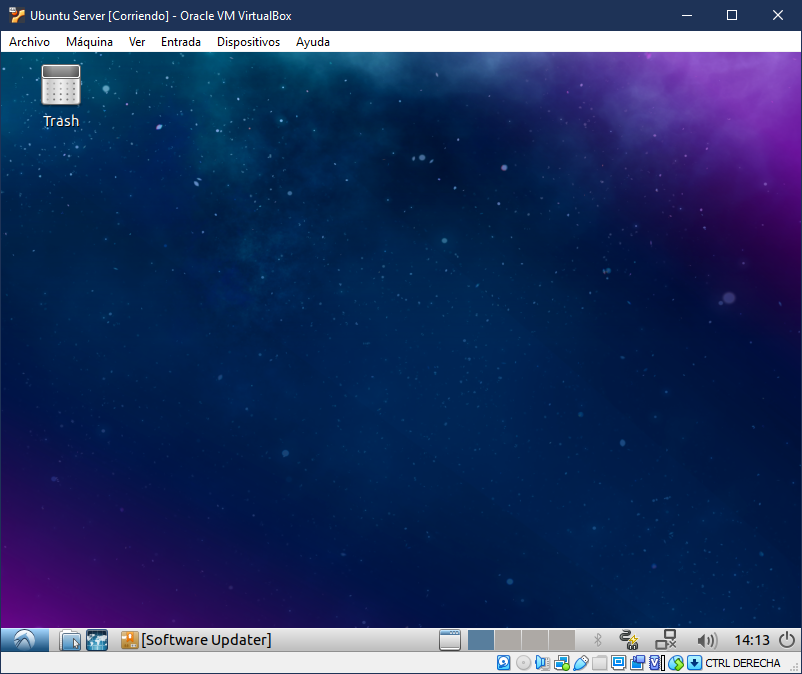 Ubuntu Server [Corriendo] - Oracle VM VirtualBox
Archivo Máquina Ver Entrada Dispositivos Ayuda
Trash
[Software Updater] 14:13
CTRL DERECHA